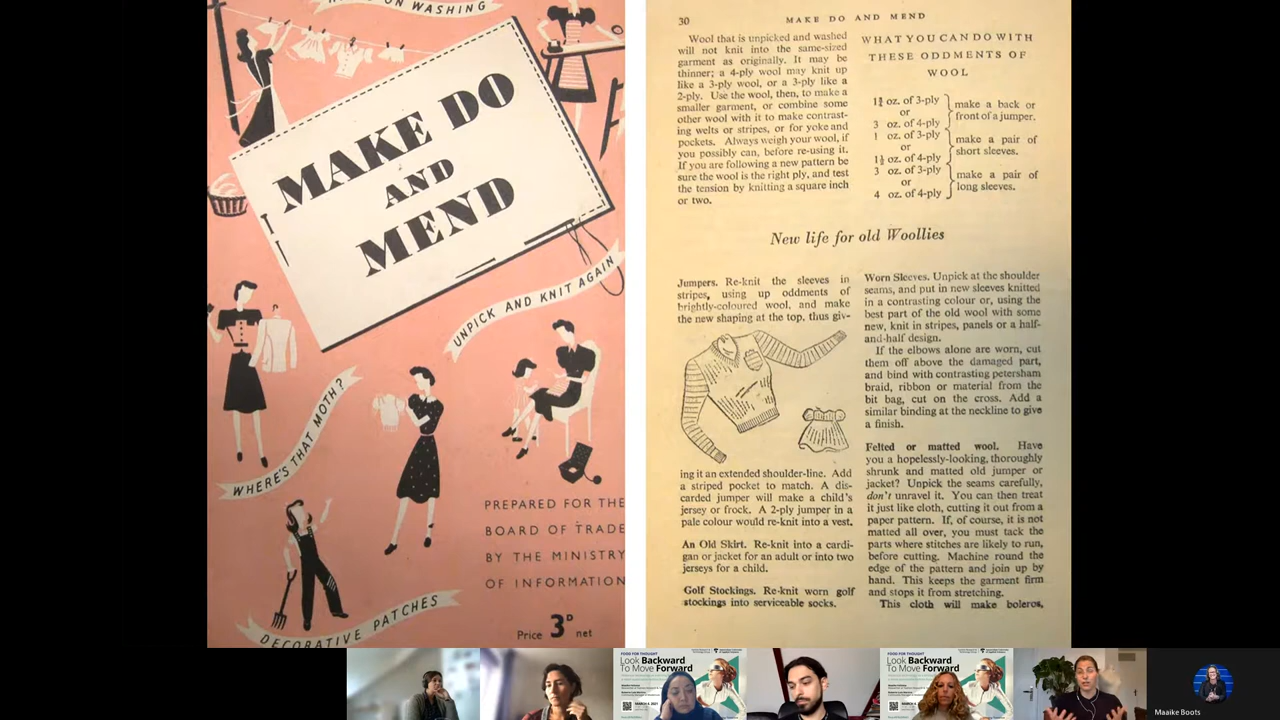 ON WASHING
MAKE DO
AND
MEND
UNPICK AND KNIT AGAIN
WHERE'S THAT MOTH?
DECORATIVE PATCHES
PREPARED FOR THE
BOARD OF TRADE
BY THE MINISTRY
OF INFORMATION
Price 3D net
30 MAKE DO AND MEND
Wool that is unpicked and washed
will not knit into the same-sized
garment as originally. It may be
thinner; a 4-ply wool may knit up
like a 3-ply wool, or a 3-ply like a
2-ply. Use the wool, then, to make a
smaller garment, or combine some
other wool with it to make contrast-
ing welts or stripes, or for yoke and
pockets. Always weigh your wool, if
you possibly can, before re-using it.
If you are following a new pattern be
sure the wool is the right ply, and test
the tension by knitting a square inch
or two.
WHAT YOU CAN DO WITH
THESE ODDMENTS OF
WOOL
oz. of 3-ply
or
3 oz. of 4-ply
make a back or
front of a jumper.
1 oz. of 3-ply
or
1½ oz. of 4-ply
make a pair of
short sleeves.
3 oz. of 3-ply
or
4 oz. of 4-ply
make a pair of
long sleeves.
New life for old Woollies
Jumpers. Re-knit the sleeves in
stripes, using up oddments of
brightly-coloured wool, and make
the new shaping at the top, thus giv-
ing it an extended shoulder-line. Add
a striped pocket to match. A dis-
carded jumper will make a child's
jersey or frock. A 2-ply jumper in a
pale colour would re-knit into a vest.
An Old Skirt. Re-knit into a cardi-
gan or jacket for an adult or into two
jerseys for a child.
Golf Stockings. Re-knit worn golf
stockings into serviceable socks.
Worn Sleeves. Unpick at the shoulder
seams, and put in new sleeves knitted
in a contrasting colour or, using the
best part of the old wool with some
new, knit in stripes, panels or a half-
and-half design.
If the elbows alone are worn, cut
them off above the damaged part,
and bind with contrasting petersham
braid, ribbon or material from the
bit bag, cut on the cross. Add a
similar binding at the neckline to give
a finish.
Felted or matted wool. Have
you a hopelessly-looking, thoroughly
shrunk and matted old jumper or
jacket? Unpick the seams carefully,
don't unravel it. You can then treat
it just like cloth, cutting it out from a
paper pattern. If, of course, it is not
matted all over, you must tack the
parts where stitches are likely to run,
before cutting. Machine round the
edge of the pattern and join up by
hand. This keeps the garment firm
and stops it from stretching.
This cloth will make boleros,
FOOD FOR THOUGHT
Look Backward
To Move Forward
MARCH 4, 2021
FOOD FOR THOUGHT
Look Backward
To Move Forward
Maaike Boots